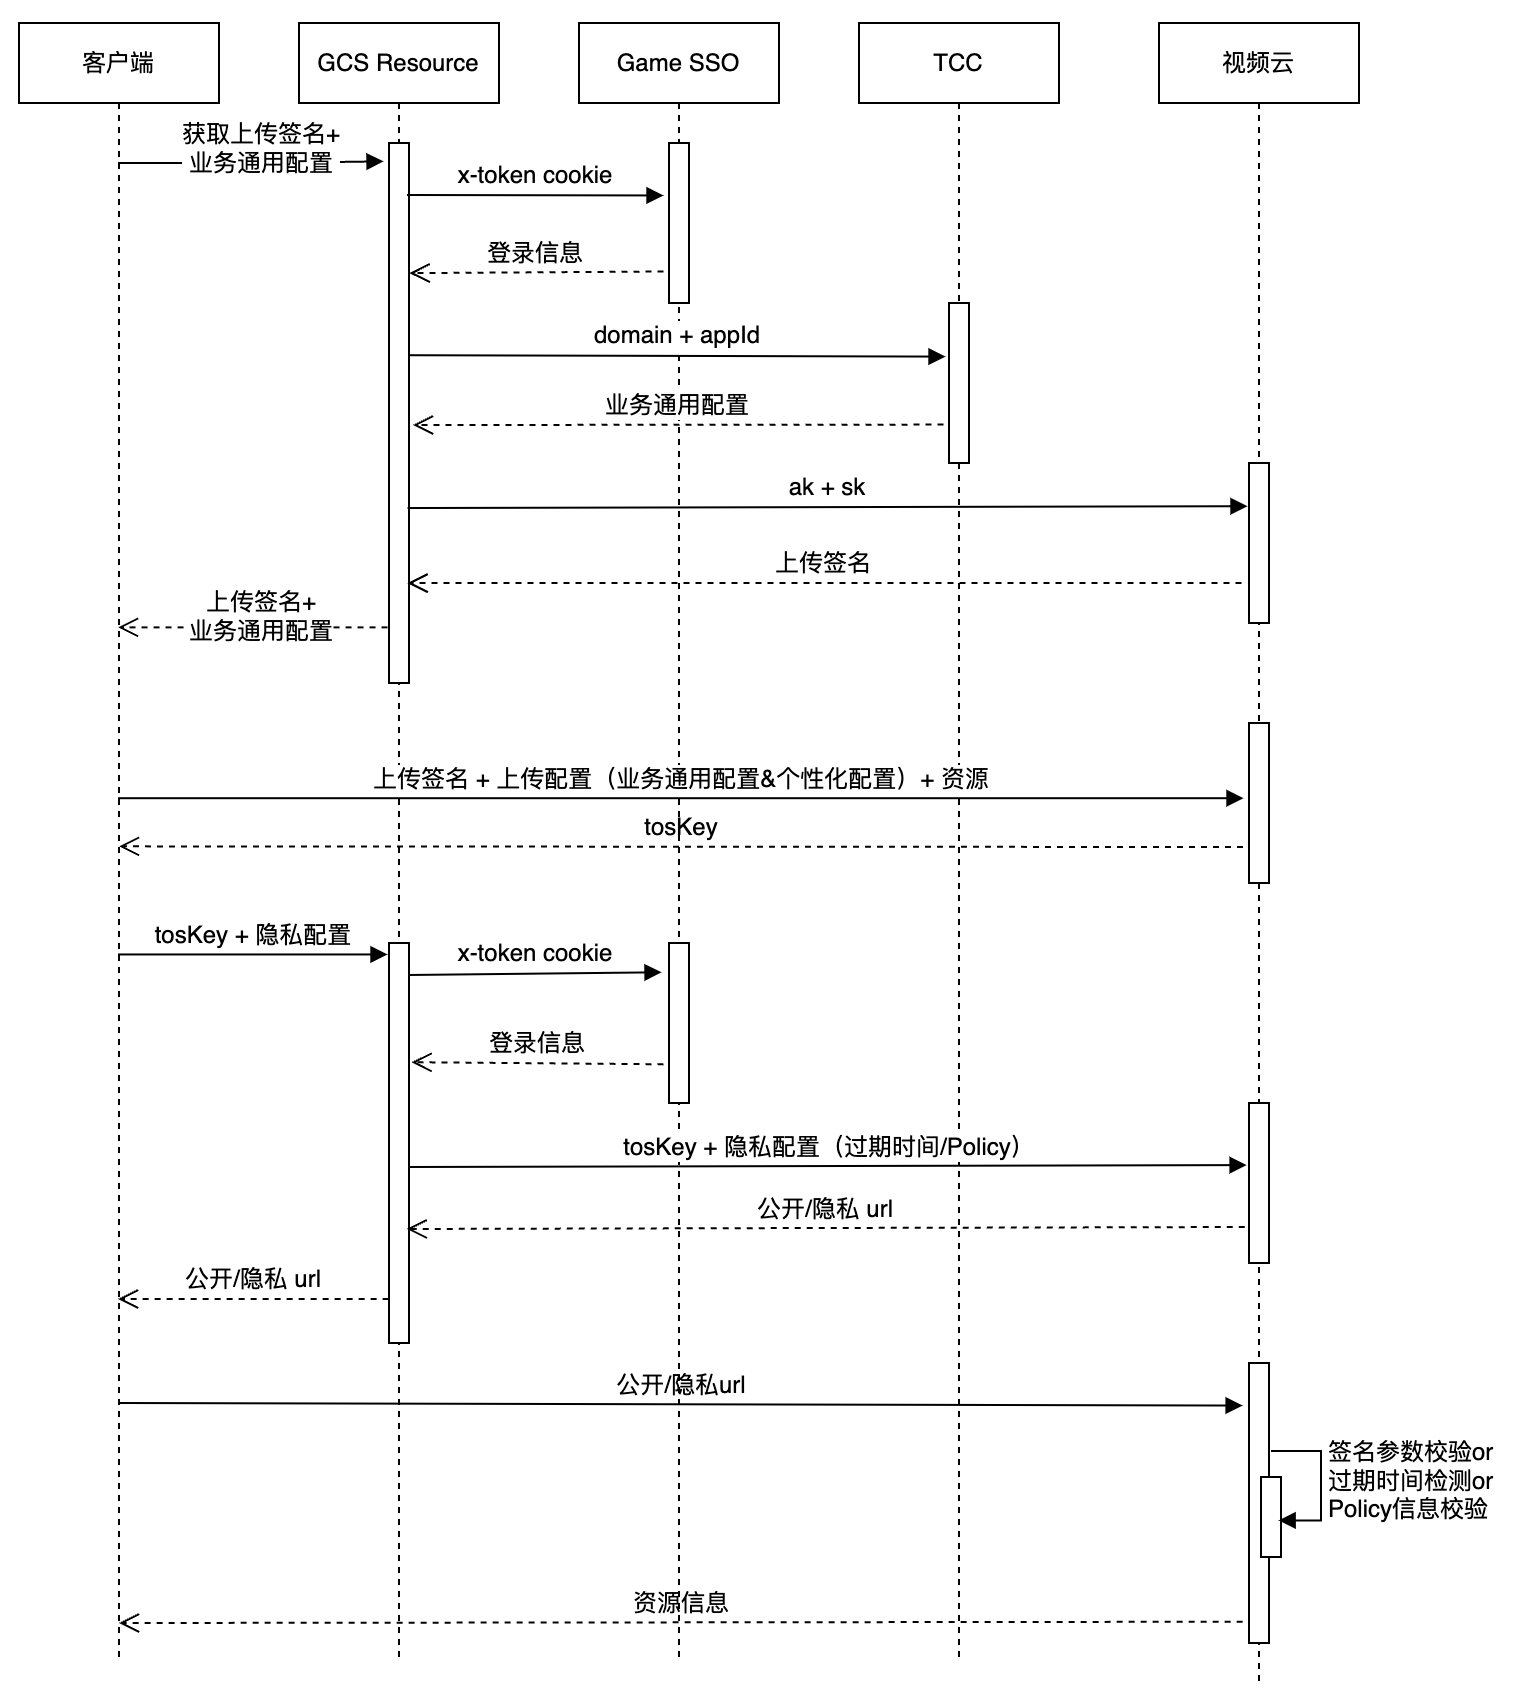 客户端
GCS Resource
Game SSO
TCC
视频云
获取上传签名+
业务通用配置
x-token cookie
登录信息
domain + appId
业务通用配置
ak + sk
上传签名
上传签名+
业务通用配置
上传签名 + 上传配置（业务通用配置&个性化配置）+ 资源
tosKey
tosKey + 隐私配置
x-token cookie
登录信息
tosKey + 隐私配置（过期时间/Policy）
公开/隐私 url
公开/隐私 url
公开/隐私url
签名参数校验or
过期时间检测or
Policy信息校验
资源信息